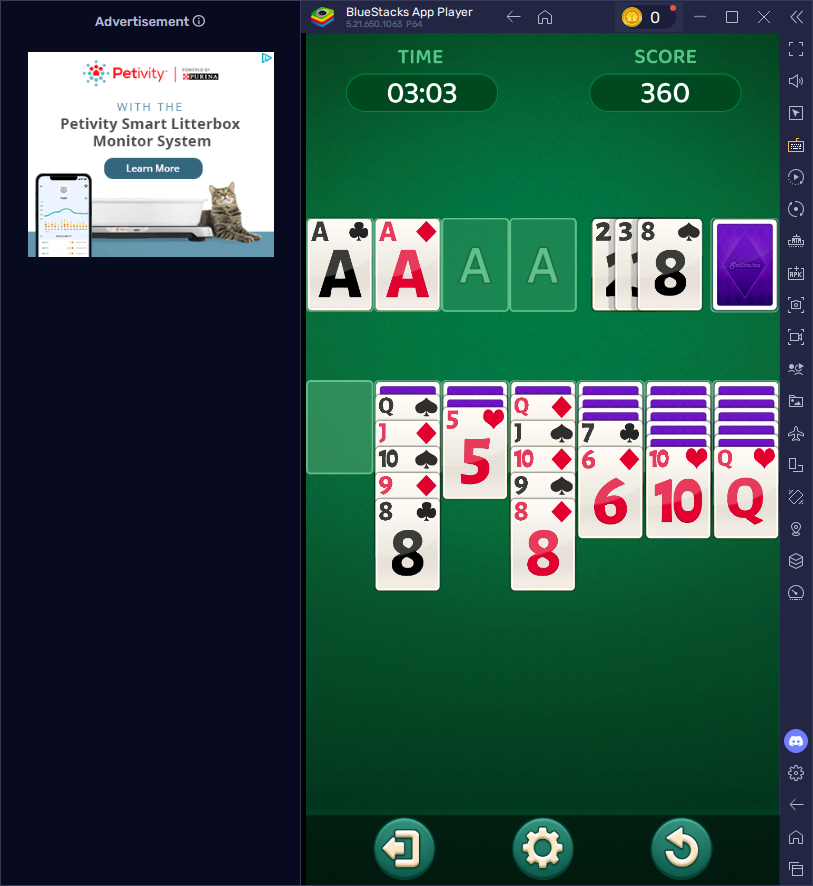 Advertisement
BlueStacks App Player
5.21.650.1063 P64
0
Petivity
POWERED BY
PURINA
WITH THE
Petivity Smart Litterbox
Monitor System
Learn More
TIME
SCORE
03:03
360
A
A
A
A
A
A
2
3
8
2
8
Solitaire
Q
J
10
9
8
8
5
5
Q
J
10
9
8
8
7
6
6
10
10
Q
Q